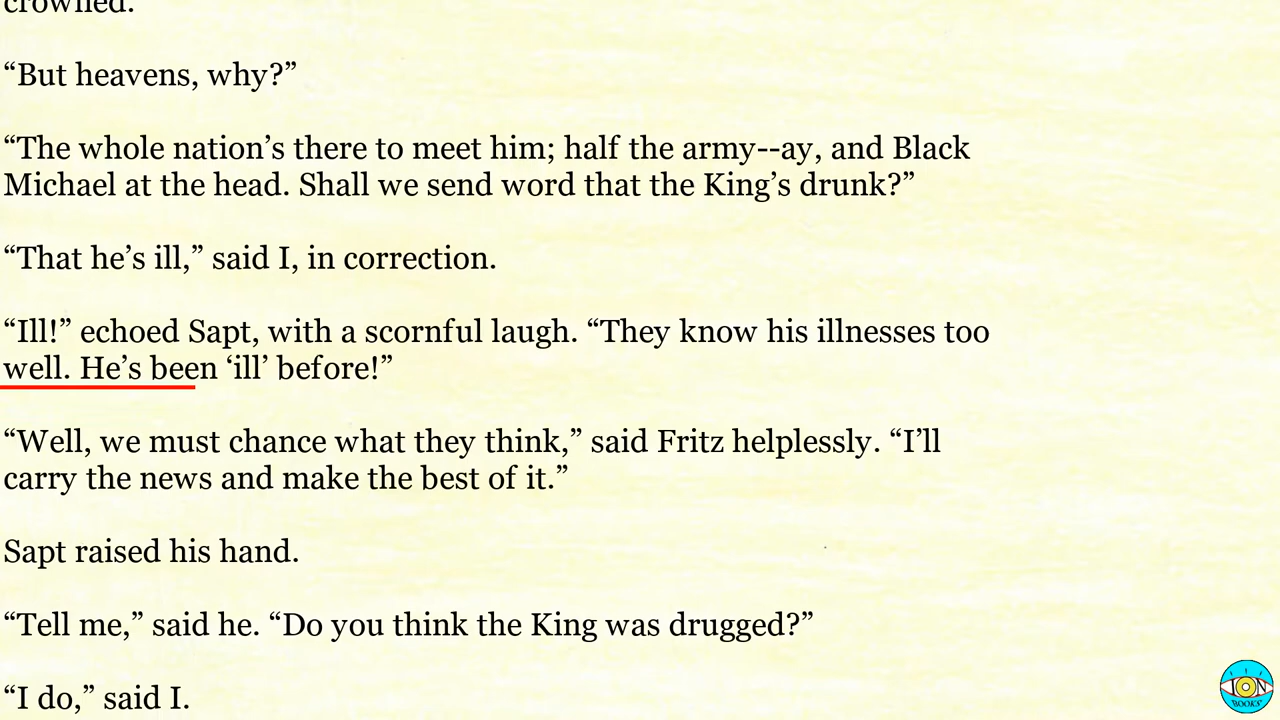 crowned.
“But heavens, why?”
“The whole nation’s there to meet him; half the army--ay, and Black
Michael at the head. Shall we send word that the King’s drunk?”
“That he’s ill,” said I, in correction.
“Ill!” echoed Sapt, with a scornful laugh. “They know his illnesses too
well. He’s been ‘ill’ before!”
“Well, we must chance what they think,” said Fritz helplessly. “I’ll
carry the news and make the best of it.”
Sapt raised his hand.
“Tell me,” said he. “Do you think the King was drugged?”
“I do,” said I.
ION
BOOKS